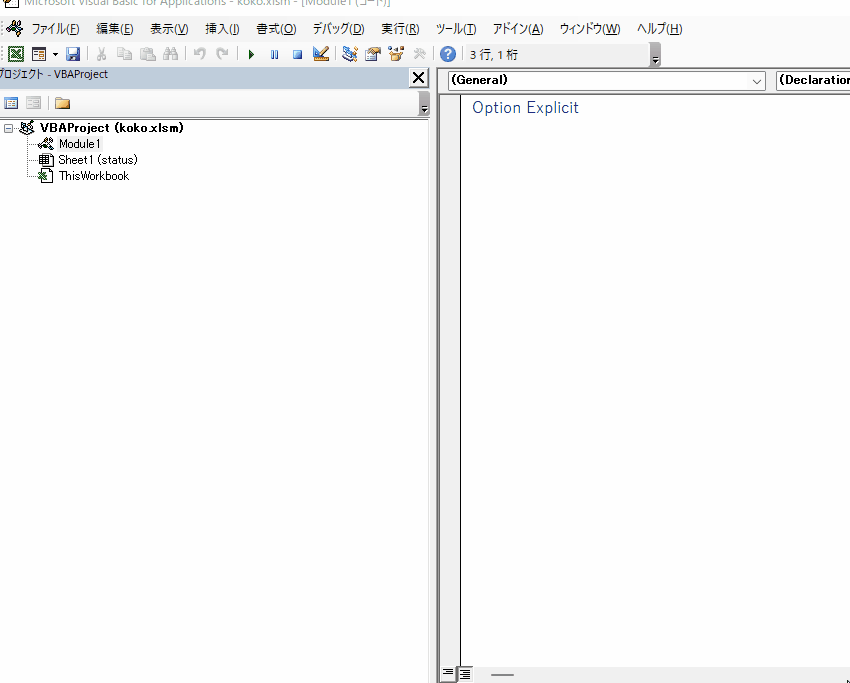 Microsoft Visual Basic for Applications - koko.xlsm - [Module1 (コード)]
ファイル(F) 編集(E) 表示(V) 挿入(I) 書式(O) デバッグ(D) 実行(R) ツール(T) アドイン(A) ウィンドウ(W) ヘルプ(H)
3 行, 1 桁
プロジェクト - VBAProject
(General)
(Declaration
Option Explicit
VBAProject (koko.xlsm)
Module1
Sheet1 (status)
ThisWorkbook